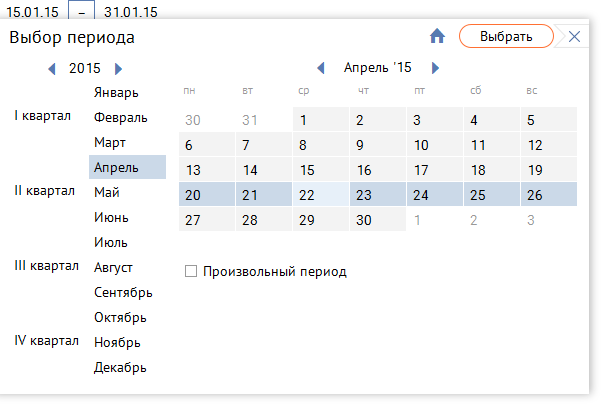 15.01.15 – 31.01.15
Выбор периода Выбрать
2015 Апрель '15
Январь
I квартал Февраль
Март
Апрель
II квартал Май
Июнь
Июль
III квартал Август
Сентябрь
Октябрь
IV квартал Ноябрь
Декабрь
пн вт ср чт пт сб вс
30 31 1 2 3 4 5
6 7 8 9 10 11 12
13 14 15 16 17 18 19
20 21 22 23 24 25 26
27 28 29 30 1 2 3
Произвольный период